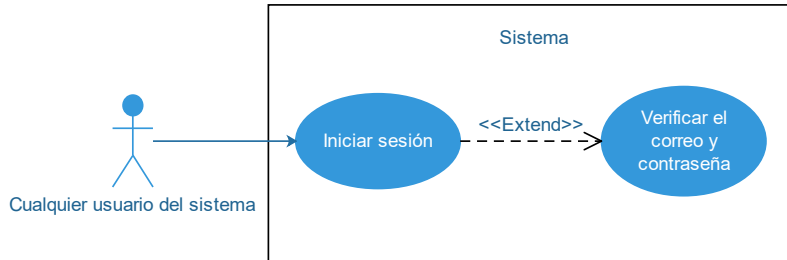 Sistema
Iniciar sesión
<<Extend>>
Verificar el
correo y
contraseña
Cualquier usuario del sistema